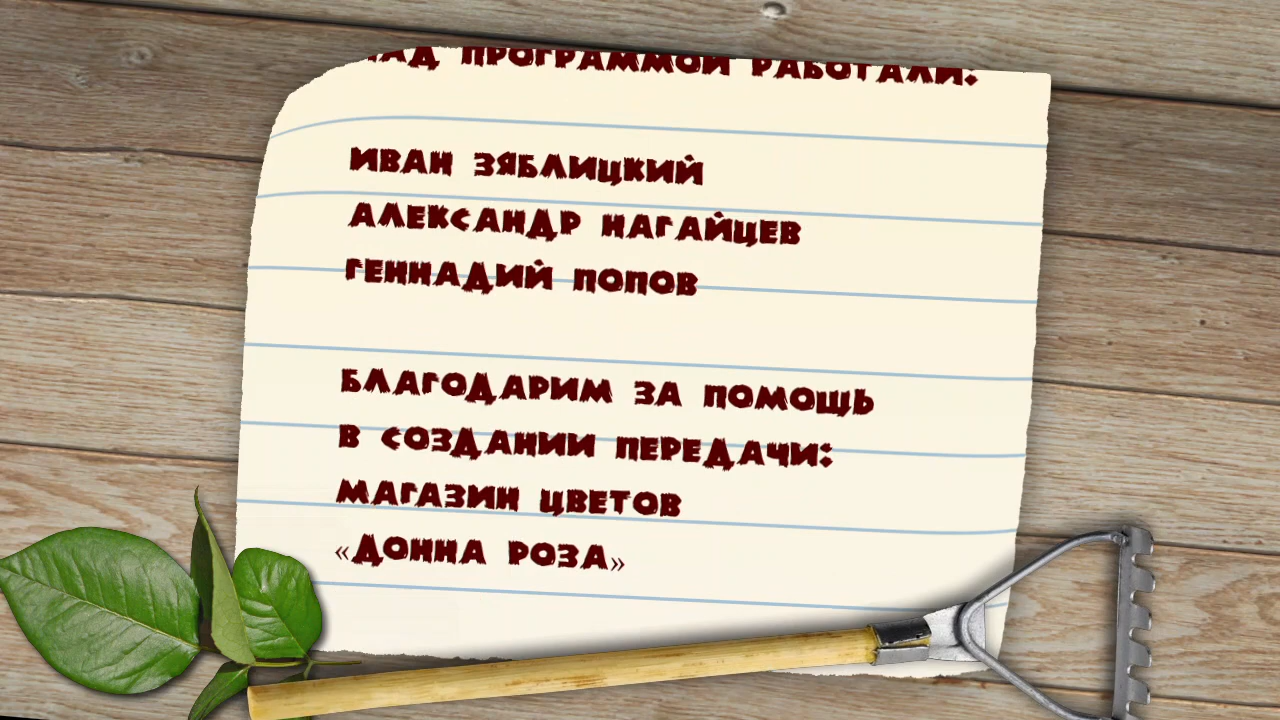 НАД ПРОГРАММОЙ РАБОТАЛИ:
ИВАН ЗЯБЛИЦКИЙ
АЛЕКСАНДР НАГАЙЦЕВ
ГЕННАДИЙ ПОПОВ
БЛАГОДАРИМ ЗА ПОМОЩЬ
В СОЗДАНИИ ПЕРЕДАЧИ:
МАГАЗИН ЦВЕТОВ
«ДОННА РОЗА»